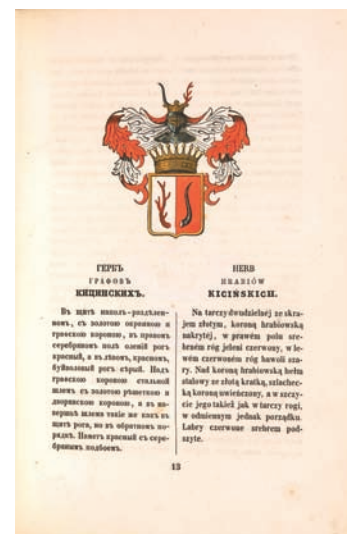 ГЕРБЪ
ГРАФОВЪ
КИЦИНСКИХЪ.
Въ щитѣ наполъ-раздѣлен-
номъ, съ золотою окраиною и
графскою короною, въ правомъ
серебряномъ полѣ оленій рогъ
красный, а въ лѣвомъ, красномъ,
буйволовый рогъ сѣрый. Надъ
графскою короною стальной
шлемъ съ золотою рѣшеткою и
дворянскою короною, а въ на-
вершьѣ шлема такіе же какъ въ
щитѣ рога, но въ обратномъ по-
рядкѣ. Наметъ красный съ сере-
брянымъ подбоемъ.
HERB
HRABIÓW
KICIŃSKICH.
Na tarczy dwudzielnéj ze skra-
jem złotym, koroną hrabiowską
nakrytéj, w prawém polu sre-
brném róg jeleni czerwony, w le-
wém czerwoném róg bawoli sza-
ry. Nad koroną hrabiowską hełm
stalowy ze złotą kratką, szlachec-
ką koroną uwieńczony, a w szczy-
cie jego takież jak w tarczy rogi,
w odmiennym jednak porządku.
Labry czerwone srebrem pod-
szyte.
13